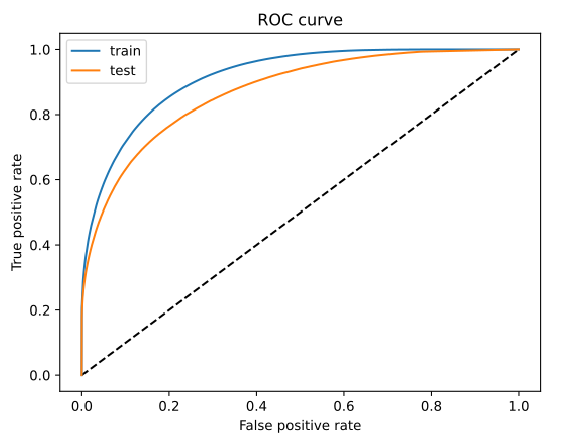 ROC curve
train
test
True positive rate
1.0
0.8
0.6
0.4
0.2
0.0
0.0 0.2 0.4 0.6 0.8 1.0
False positive rate